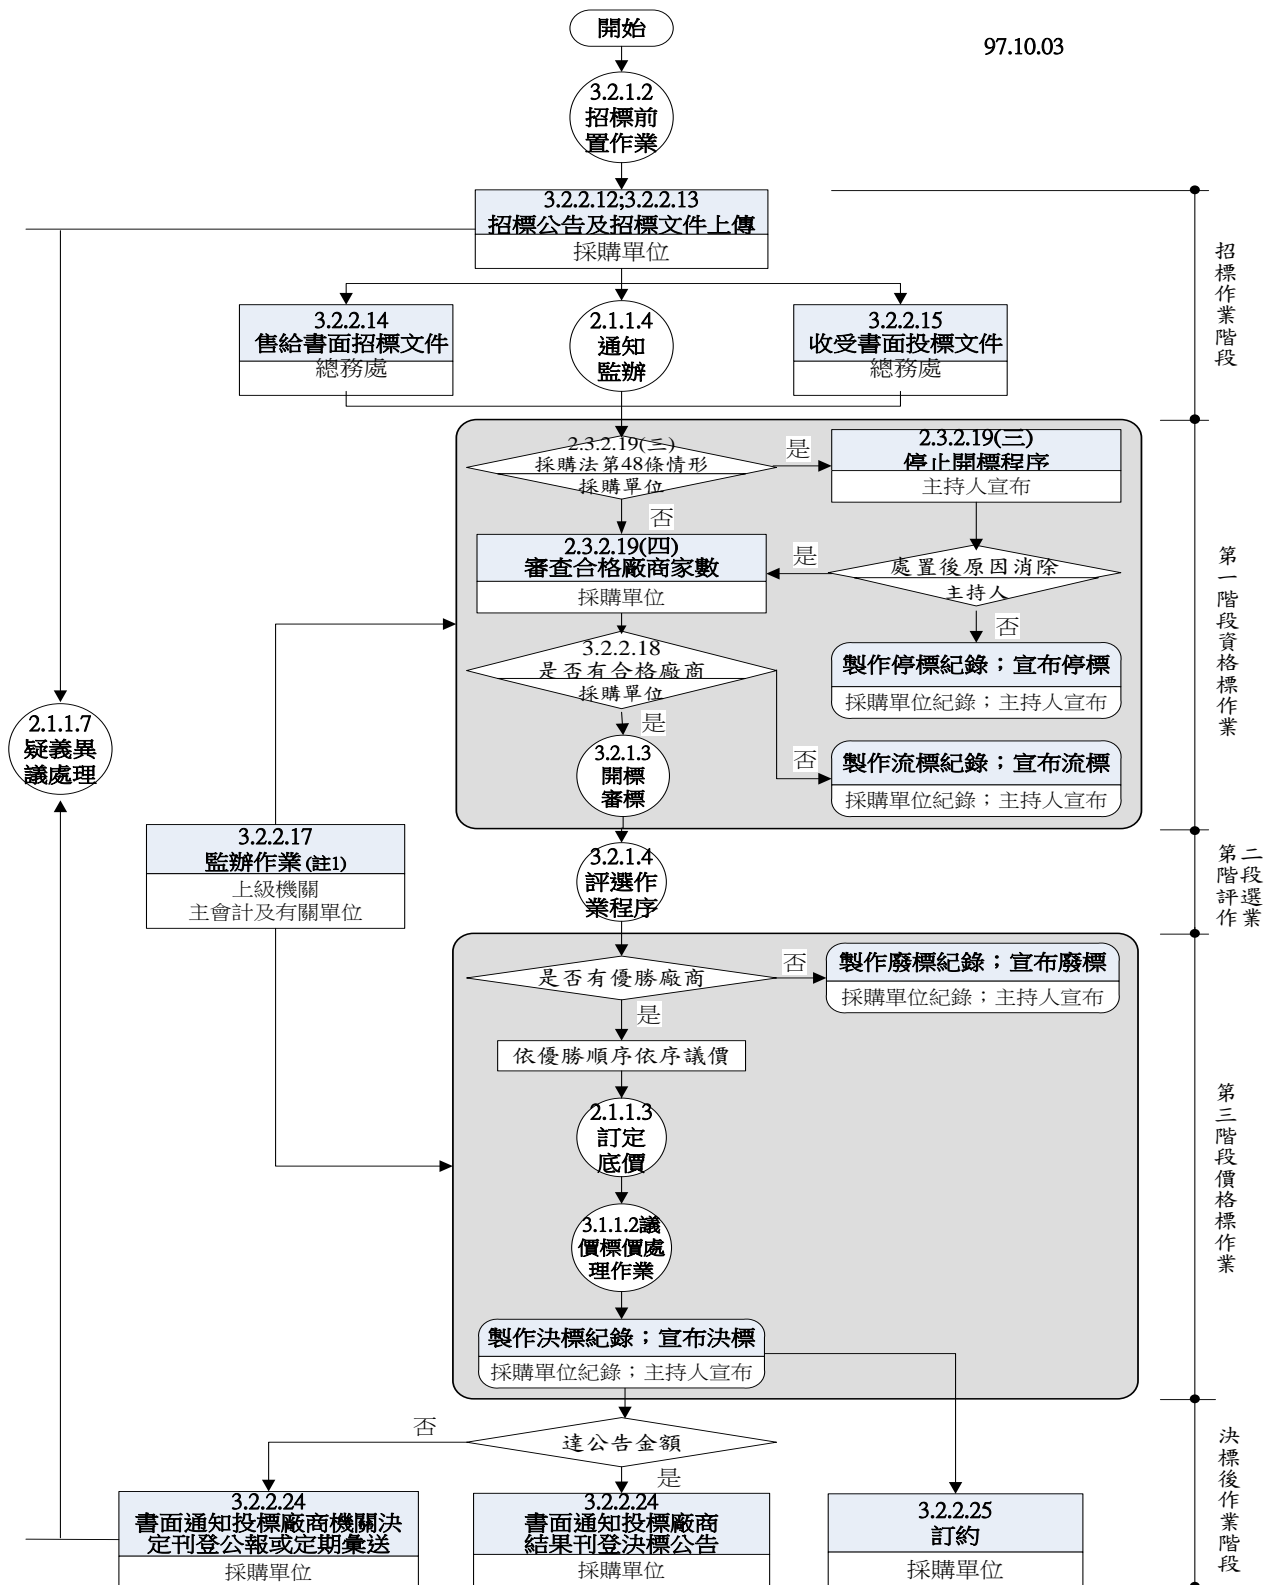 開始
97.10.03
3.2.1.2
招標前
置作業
3.2.2.12;3.2.2.13
招標公告及招標文件上傳
採購單位
招標作業階段
3.2.2.14
售給書面招標文件
總務處
2.1.1.4
通知
監辦
3.2.2.15
收受書面投標文件
總務處
2.3.2.19(三)
採購法第48條情形
採購單位
是
2.3.2.19(三)
停止開標程序
主持人宣布
否
2.3.2.19(四)
審查合格廠商家數
採購單位
是
處置後原因消除
主持人
否
第一階段資格標作業
3.2.2.18
是否有合格廠商
採購單位
製作停標紀錄；宣布停標
採購單位紀錄；主持人宣布
是
否
2.1.1.7
疑義異
議處理
3.2.1.3
開標
審標
製作流標紀錄；宣布流標
採購單位紀錄；主持人宣布
3.2.2.17
監辦作業(註1)
上級機關
主會計及有關單位
3.2.1.4
評選作
業程序
第二
階段
評選
作業
是否有優勝廠商
否
製作廢標紀錄；宣布廢標
採購單位紀錄；主持人宣布
是
依優勝順序依序議價
2.1.1.3
訂定
底價
第三階段價格標作業
3.1.1.2議
價標價處
理作業
製作決標紀錄；宣布決標
採購單位紀錄；主持人宣布
否
達公告金額
是
決標後作業階段
3.2.2.24
書面通知投標廠商機關決
定刊登公報或定期彙送
採購單位
3.2.2.24
書面通知投標廠商
結果刊登決標公告
採購單位
3.2.2.25
訂約
採購單位